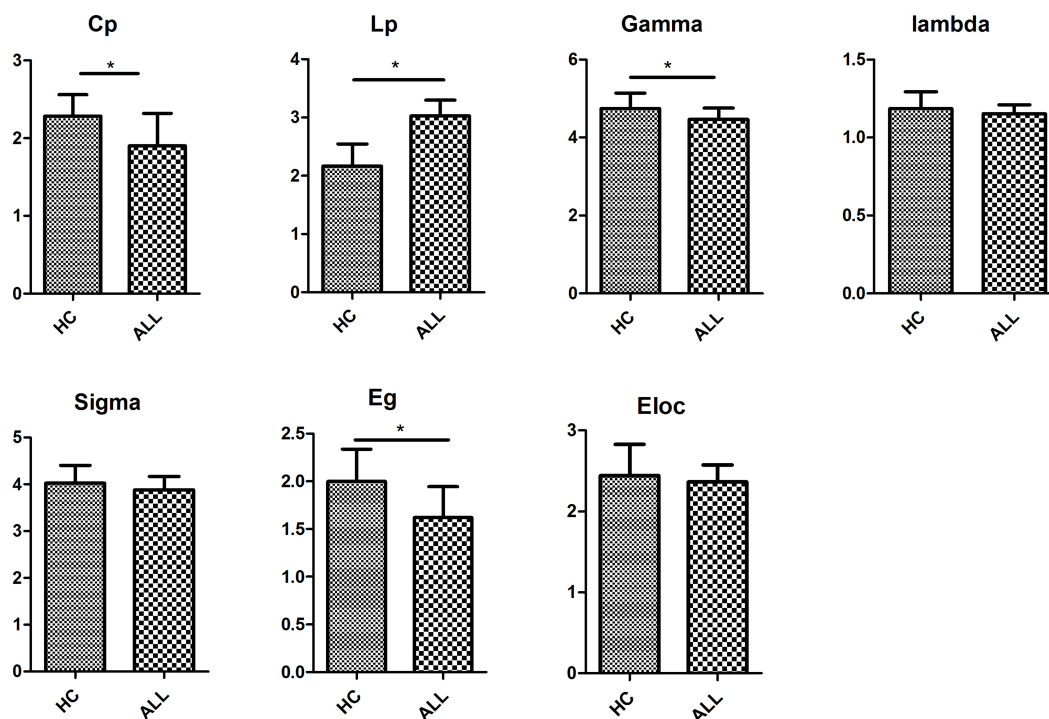 Cp
Lp
Gamma
lambda
*
*
*
3
2
1
0
HC
ALL
4
3
2
1
0
HC
ALL
6
4
2
0
HC
ALL
1.5
1.0
0.5
0.0
HC
ALL
Sigma
Eg
Eloc
*
5
4
3
2
1
0
HC
ALL
2.5
2.0
1.5
1.0
0.5
0.0
HC
ALL
3
2
1
0
HC
ALL